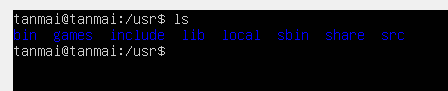 tanmai@tanmai:/usr$ ls
bin games include lib local sbin share src
tanmai@tanmai:/usr$